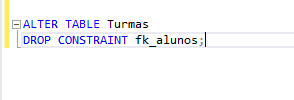 ALTER TABLE Turmas
DROP CONSTRAINT fk_alunos;